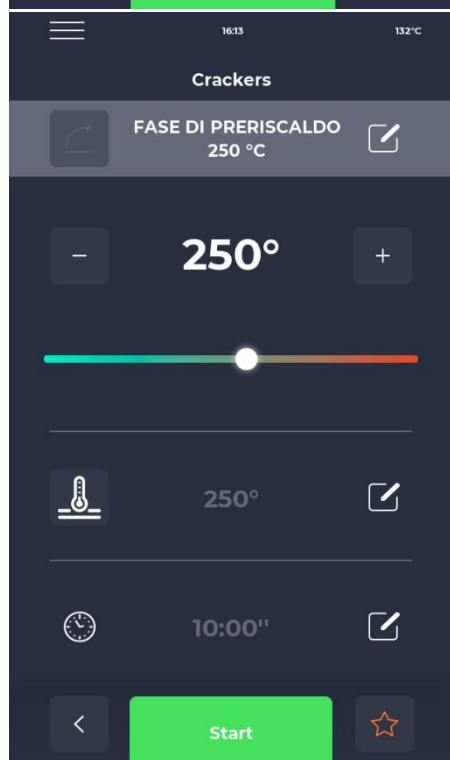 16:13
132°C
Crackers
FASE DI PRERISCALDO
250 °C
−
250°
+
250°
10:00''
Start